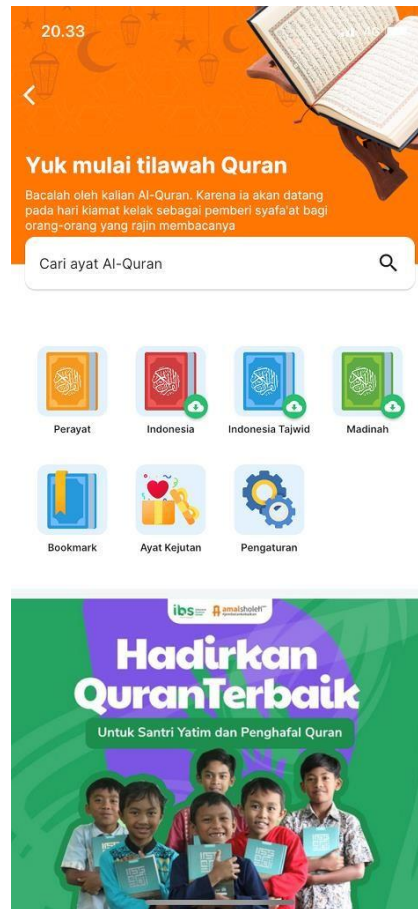 20.33
Yuk mulai tilawah Quran
Bacalah oleh kalian Al-Quran. Karena ia akan datang
pada hari kiamat kelak sebagai pemberi syafa'at bagi
orang-orang yang rajin membacanya
Cari ayat Al-Quran
Perayat
Indonesia
Indonesia Tajwid
Madinah
Bookmark
Ayat Kejutan
Pengaturan
ibs
amalsholeh
Hadirkan
QuranTerbaik
Untuk Santri Yatim dan Penghafal Quran